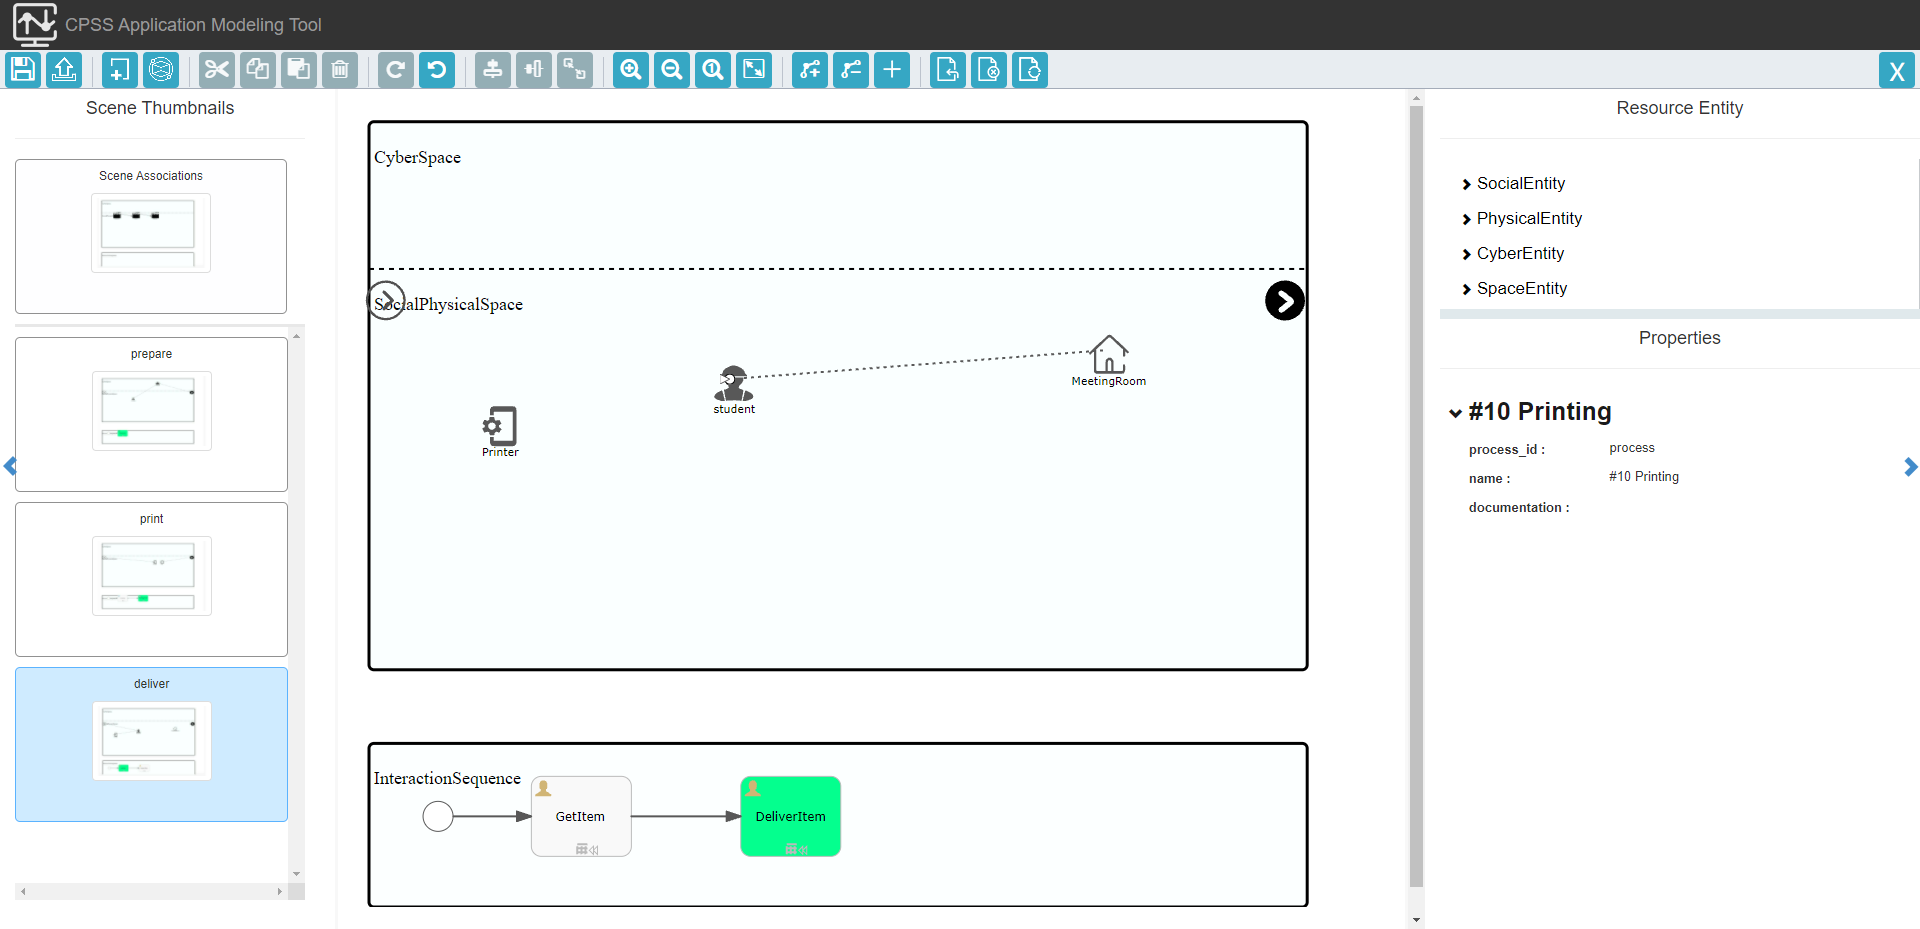 CPSS Application Modeling Tool
X
Scene Thumbnails
Scene Associations
prepare
print
deliver
CyberSpace
SocialPhysicalSpace
student
MeetingRoom
Printer
InteractionSequence
GetItem
DeliverItem
Resource Entity
SocialEntity
PhysicalEntity
CyberEntity
SpaceEntity
Properties
#10 Printing
process_id : process
name : #10 Printing
documentation :